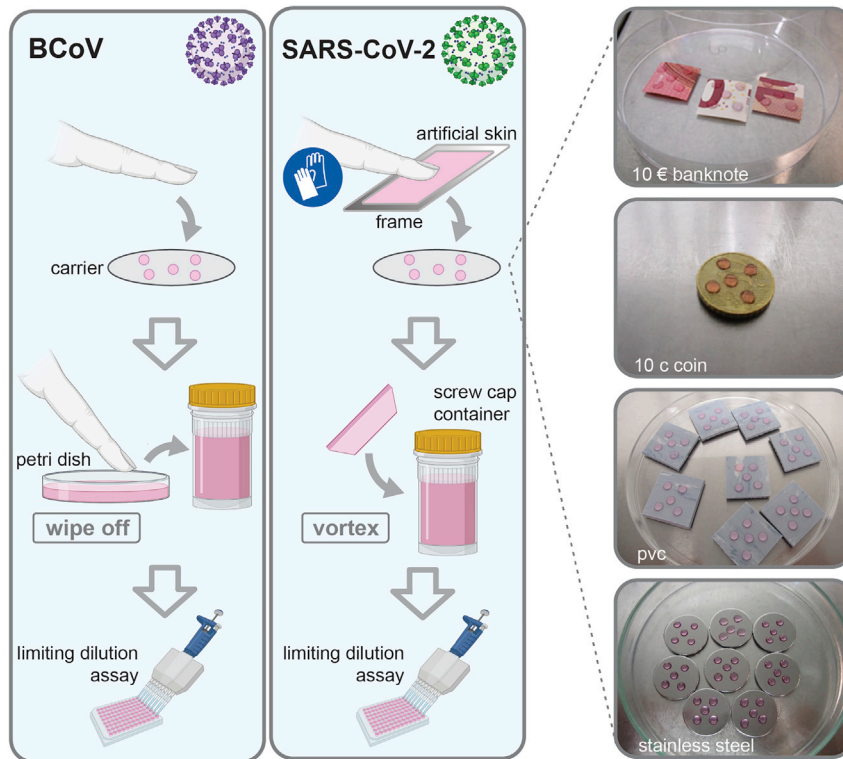 BCoV
carrier
petri dish
wipe off
limiting dilution
assay
SARS-CoV-2
artificial skin
frame
screw cap
container
vortex
limiting dilution
assay
10 € banknote
10 c coin
pvc
stainless steel